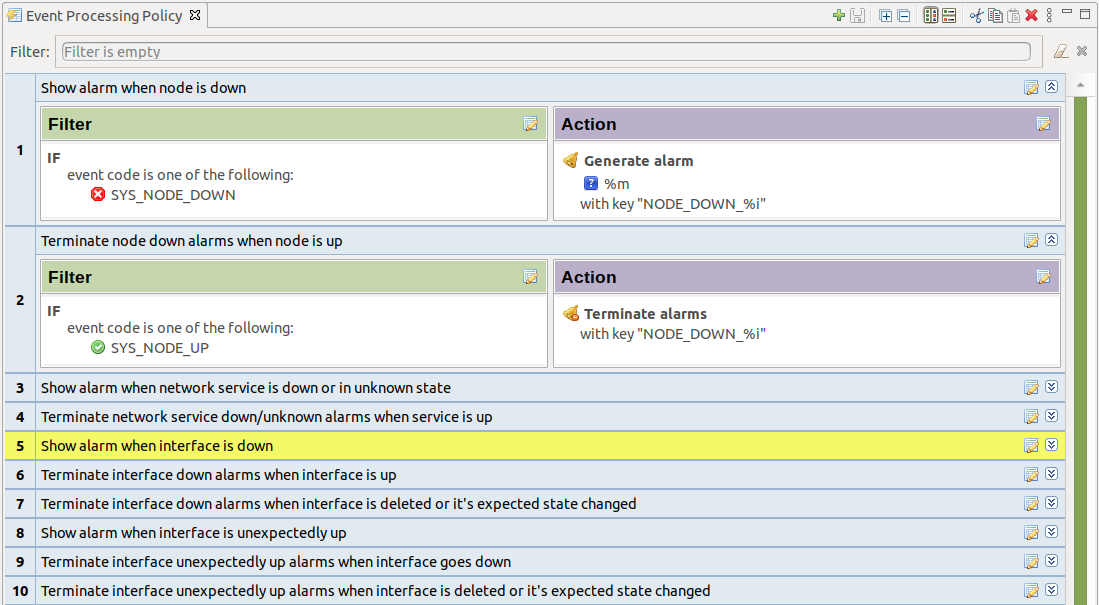 Event Processing Policy
Filter: Filter is empty
Show alarm when node is down
1
Filter
IF
event code is one of the following:
SYS_NODE_DOWN
Action
Generate alarm
%m
with key "NODE_DOWN_%i"
Terminate node down alarms when node is up
2
Filter
IF
event code is one of the following:
SYS_NODE_UP
Action
Terminate alarms
with key "NODE_DOWN_%i"
3 Show alarm when network service is down or in unknown state
4 Terminate network service down/unknown alarms when service is up
5 Show alarm when interface is down
6 Terminate interface down alarms when interface is up
7 Terminate interface down alarms when interface is deleted or it's expected state changed
8 Show alarm when interface is unexpectedly up
9 Terminate interface unexpectedly up alarms when interface goes down
10 Terminate interface unexpectedly up alarms when interface is deleted or it's expected state changed